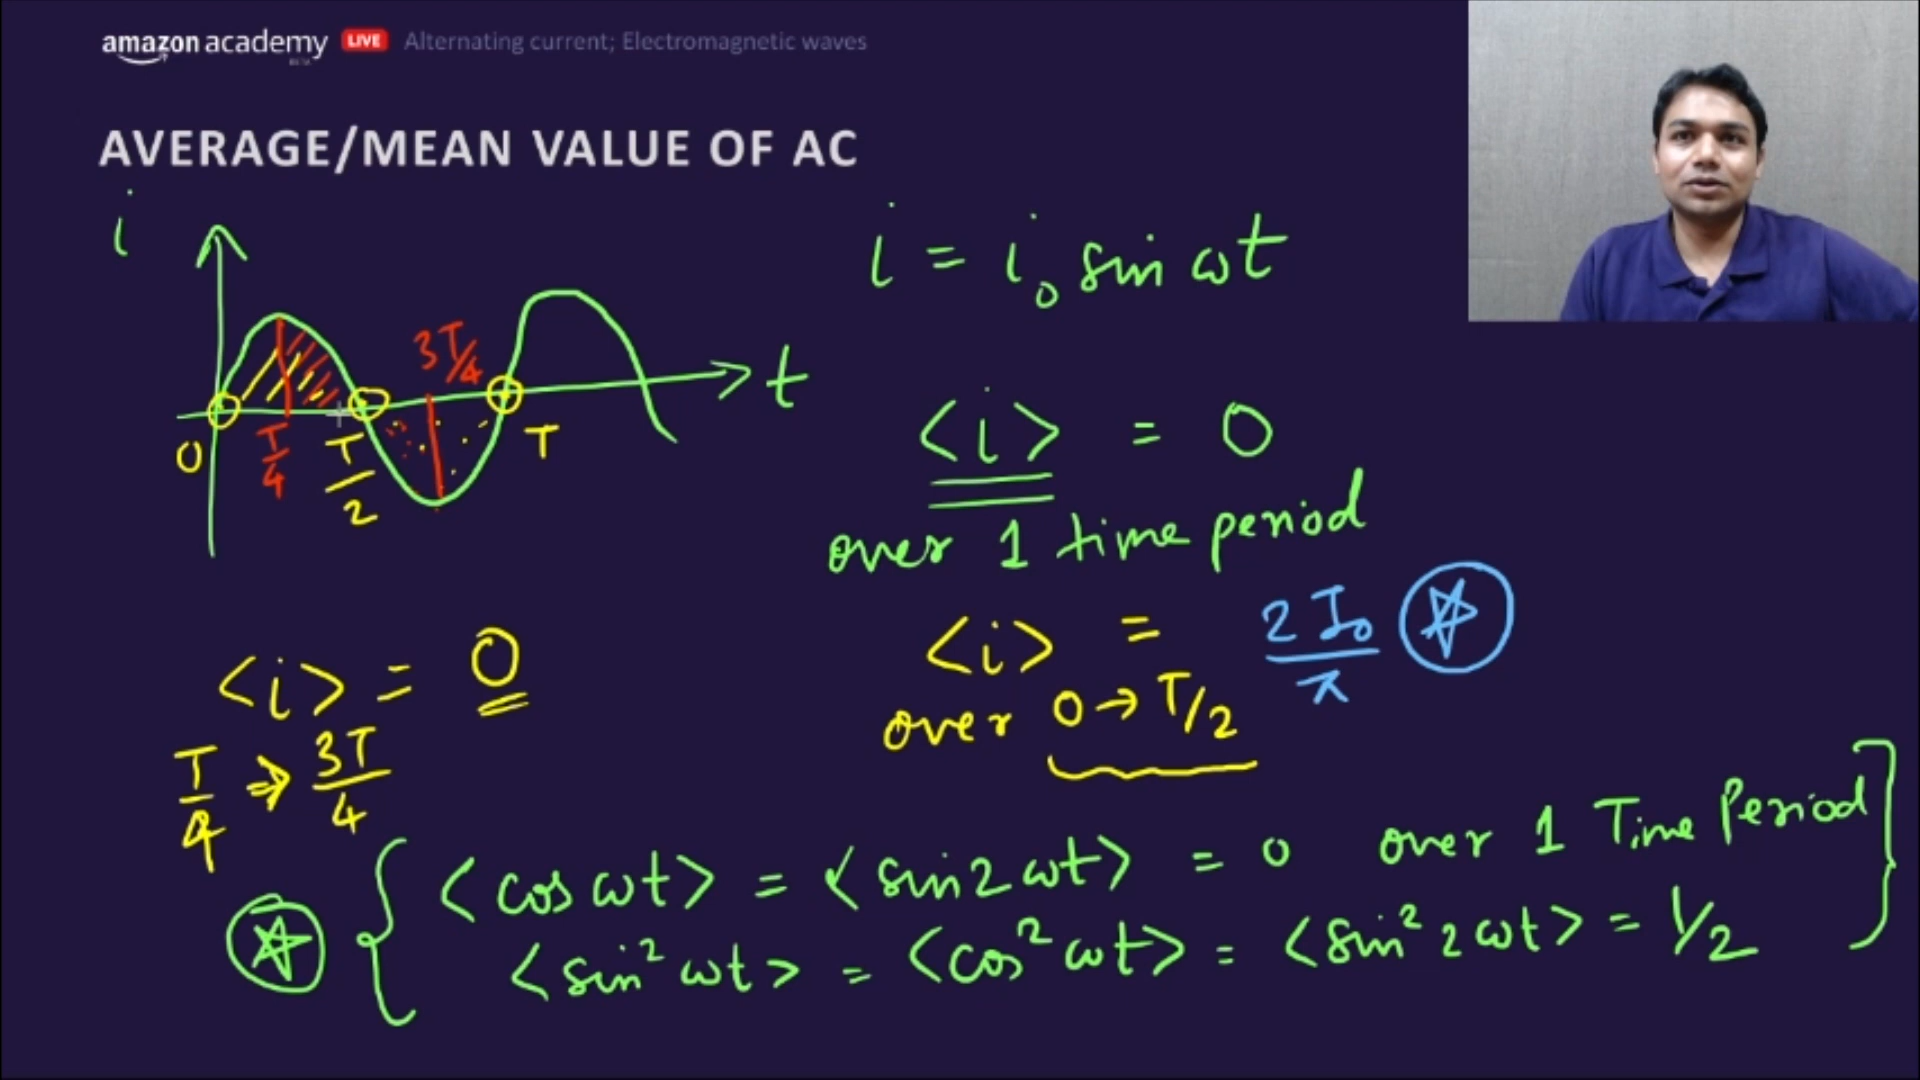 amazon academy LIVE Alternating current; Electromagnetic waves
BETA
AVERAGE/MEAN VALUE OF AC
i
i = i₀ sin ωt
3T/4
t
0
T/4
T/2
T
<i> = 0
over 1 time period
<i> = 2I₀/π
over 0→T/2
<i> = 0
T/4 ⇒ 3T/4
<cos ωt> = <sin 2ωt> = 0 over 1 Time Period
<sin² ωt> = <cos² ωt> = <sin² 2ωt> = 1/2